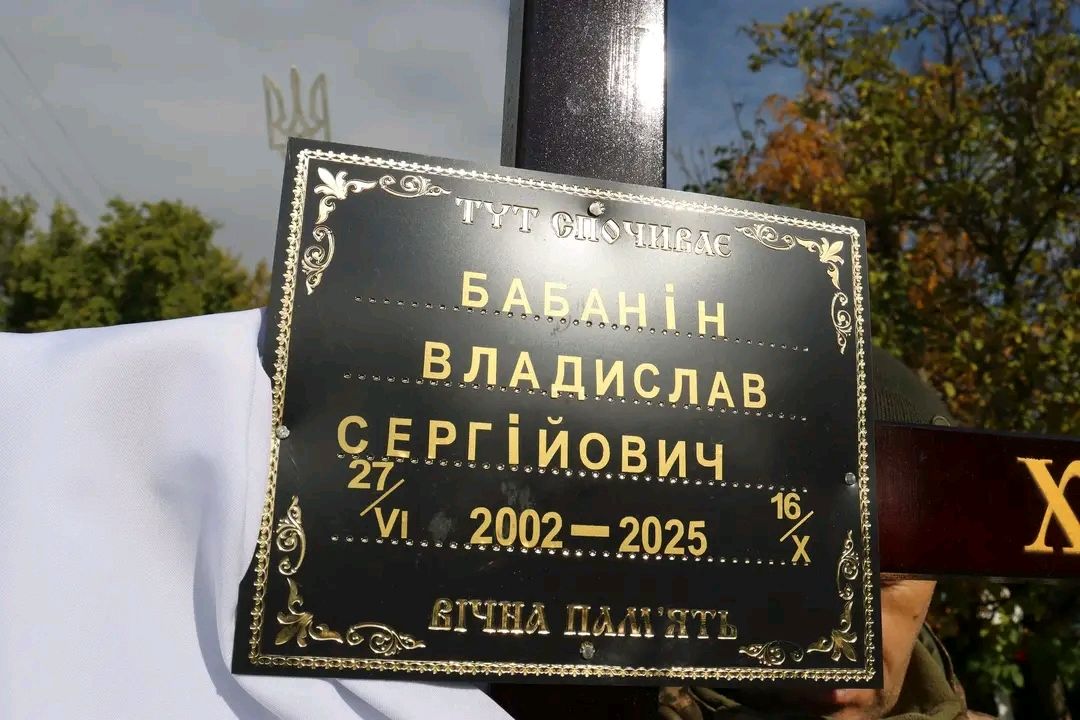 ТУТ СПОЧИВАЄ
БАБАНІН
ВЛАДИСЛАВ
СЕРГІЙОВИЧ
27/VI 2002–2025 16/X
ВІЧНА ПАМ'ЯТЬ
Х